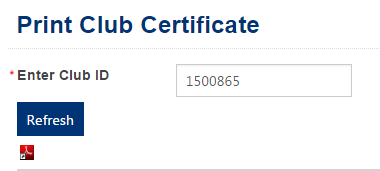 Print Club Certificate
* Enter Club ID
1500865
Refresh